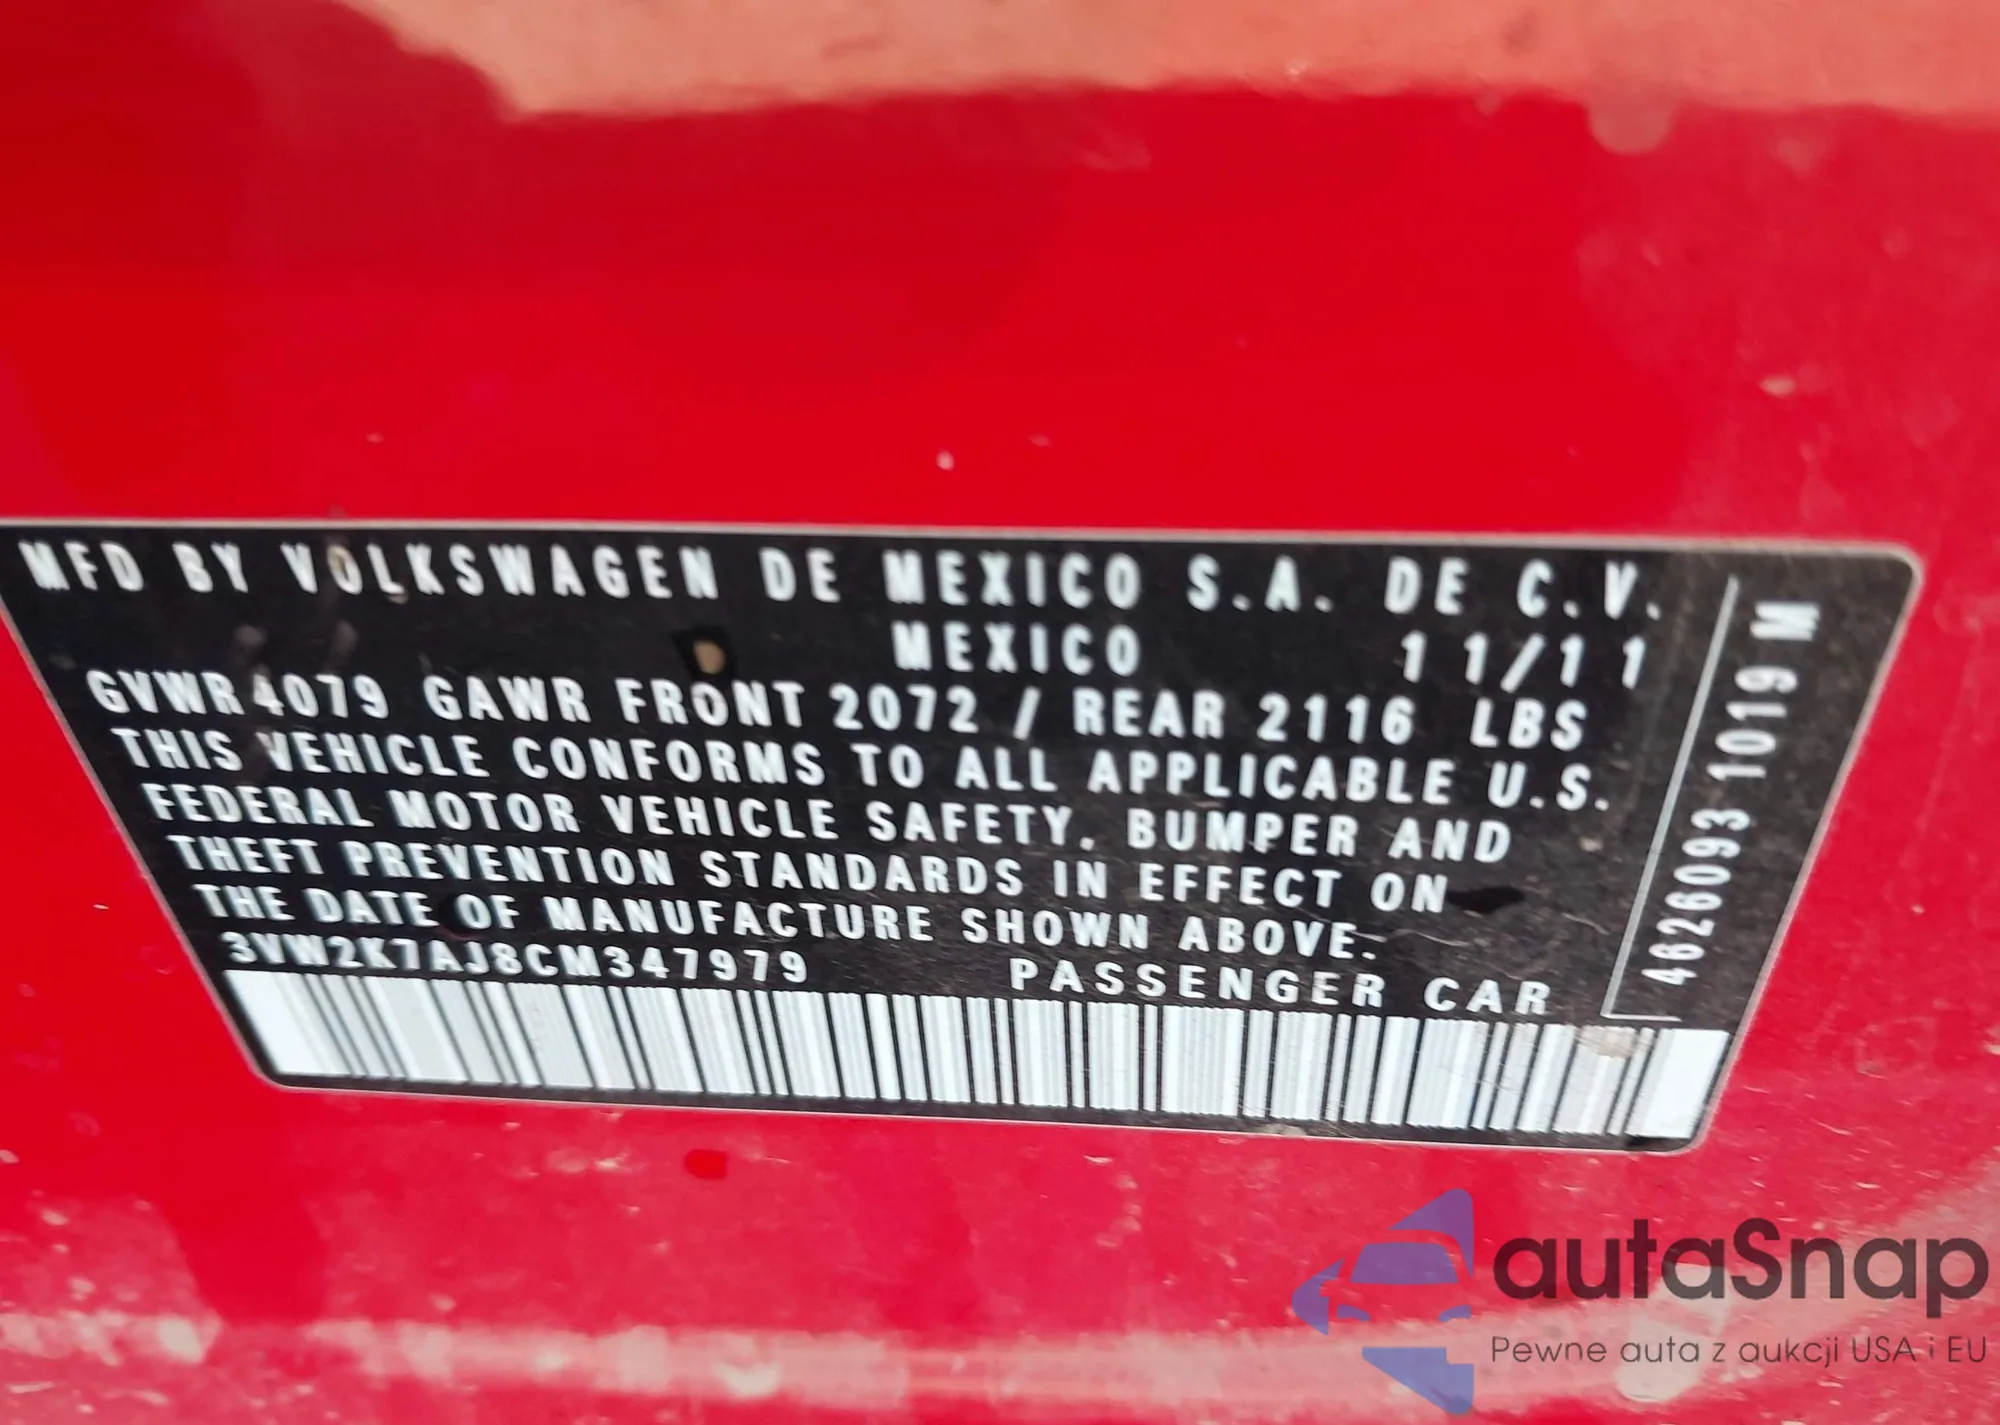 MFD BY VOLKSWAGEN DE MEXICO S.A. DE C.V.
MEXICO 11/11
GVWR 4079 GAWR FRONT 2072 / REAR 2116 LBS
THIS VEHICLE CONFORMS TO ALL APPLICABLE U.S.
FEDERAL MOTOR VEHICLE SAFETY, BUMPER AND
THEFT PREVENTION STANDARDS IN EFFECT ON
THE DATE OF MANUFACTURE SHOWN ABOVE.
3VW2K7AJ8CM347979 PASSENGER CAR
4626093 1019 M
autaSnap
Pewne auta z aukcji USA i EU